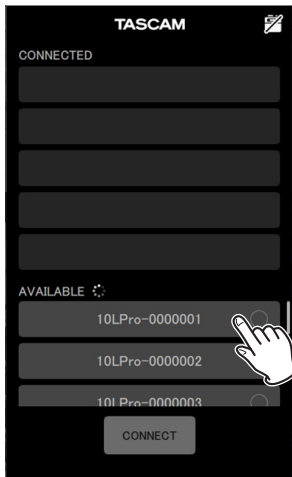 TASCAM
CONNECTED
AVAILABLE
10LPro-0000001
10LPro-0000002
10LPro-0000003
CONNECT